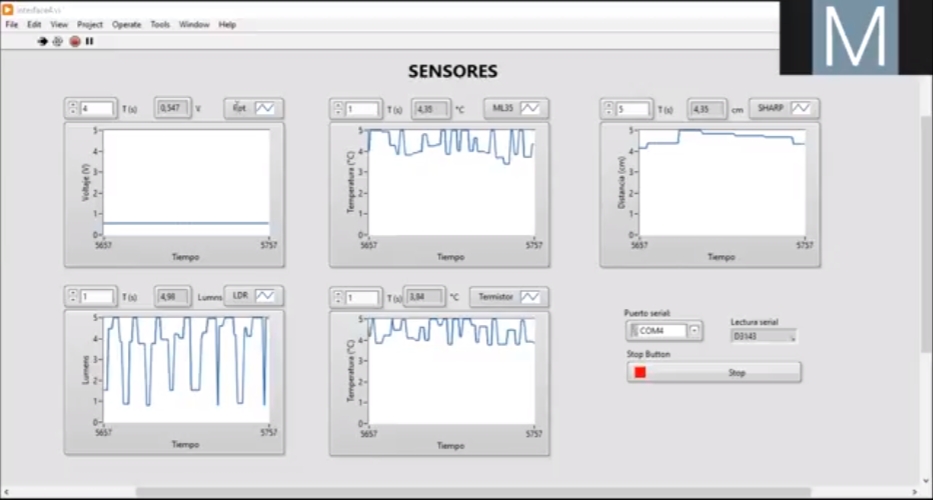 interface4.vi
File Edit View Project Operate Tools Window Help
M
SENSORES
4 T (s) 0,547 V
1 T (s) 4,35 °C ML35
5 T (s) 4,35 cm SHARP
5
4
3
2
1
0
Voltaje (V)
5657 5757
Tiempo
5
4
3
2
1
0
Temperatura (°C)
5657 5757
Tiempo
5
4
3
2
1
0
Distancia (cm)
5657 5757
Tiempo
1 T (s) 4,98 Lumns LDR
1 T (s) 3,84 °C Termistor
5
4
3
2
1
0
Lumens
5657 5757
Tiempo
5
4
3
2
1
0
Temperatura (°C)
5657 5757
Tiempo
Puerto serial:
COM4
Lectura serial
D3143
Stop Button
Stop